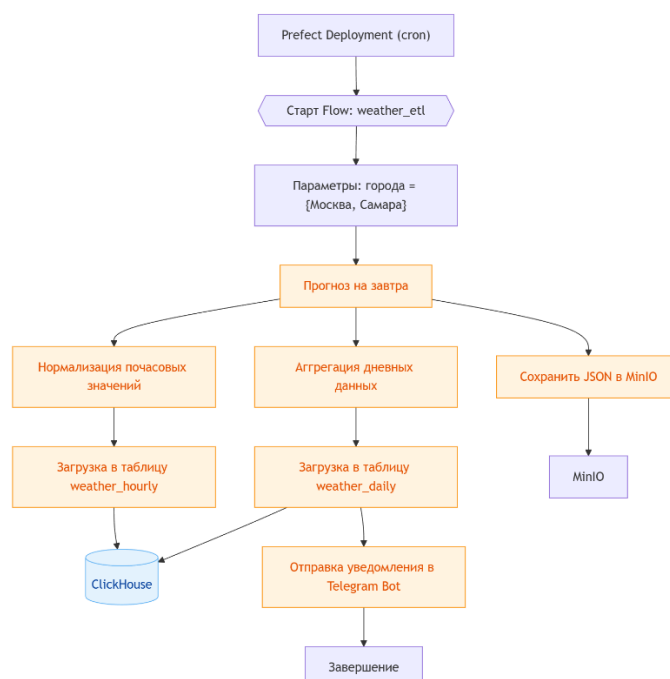 Prefect Deployment (cron)
Старт Flow: weather_etl
Параметры: города =
{Москва, Самара}
Прогноз на завтра
Нормализация почасовых
значений
Аггрегация дневных
данных
Сохранить JSON в MinIO
Загрузка в таблицу
weather_hourly
Загрузка в таблицу
weather_daily
MinIO
ClickHouse
Отправка уведомления в
Telegram Bot
Завершение